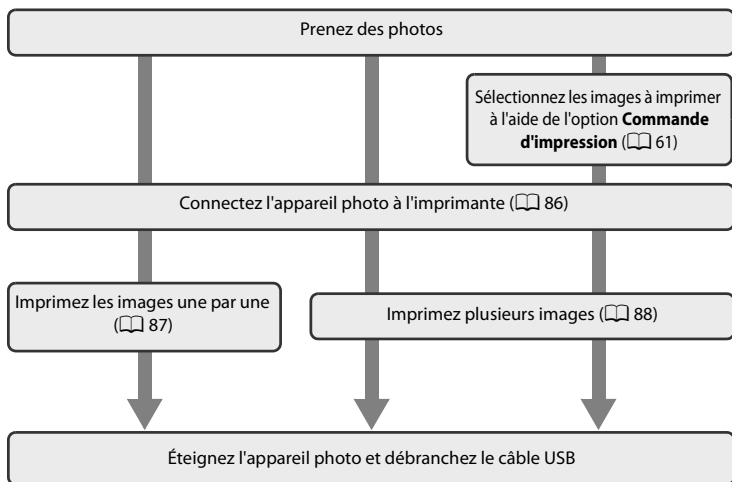 Prenez des photos
Sélectionnez les images à imprimer
à l'aide de l'option Commande
d'impression (📖 61)
Connectez l'appareil photo à l'imprimante (📖 86)
Imprimez les images une par une
(📖 87)
Imprimez plusieurs images (📖 88)
Éteignez l'appareil photo et débranchez le câble USB